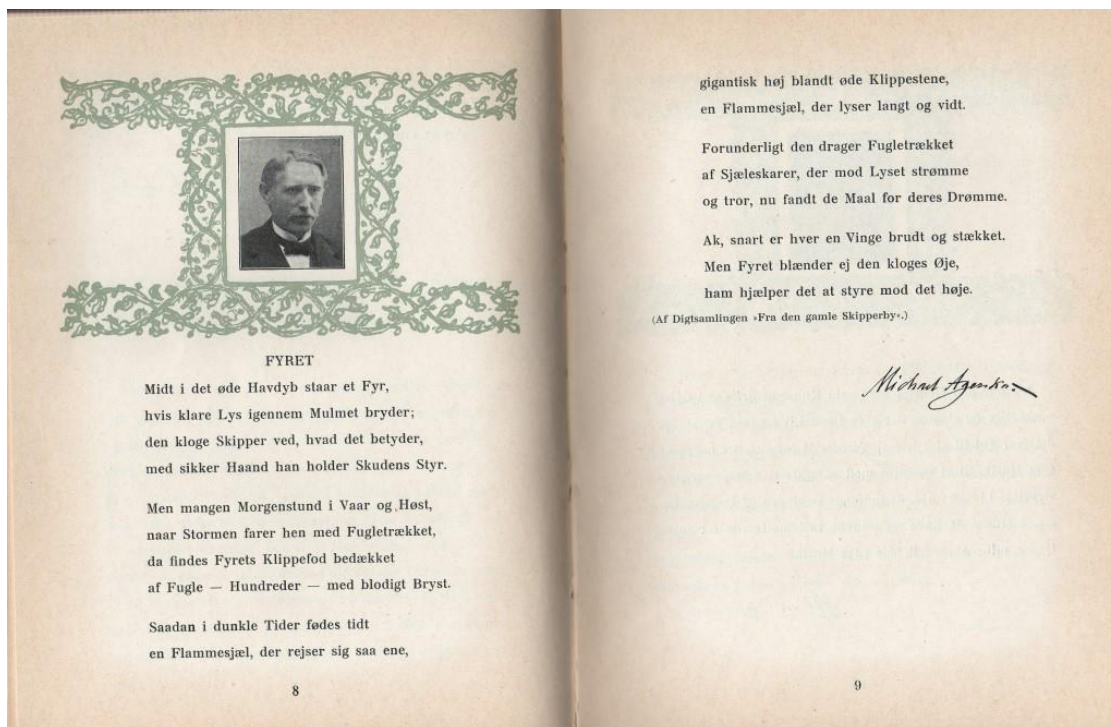 FYRET
Midt i det øde Havdyb staar et Fyr,
hvis klare Lys igennem Mulmet bryder;
den kloge Skipper ved, hvad det betyder,
med sikker Haand han holder Skudens Styr.
Men mangen Morgenstund i Vaar og Høst,
naar Stormen farer hen med Fugletrækket,
da findes Fyrets Klippefod bedækket
af Fugle — Hundreder — med blodigt Bryst.
Saadan i dunkle Tider fødes tidt
en Flammesjæl, der rejser sig saa ene,
8
gigantisk høj blandt øde Klippestene,
en Flammesjæl, der lyser langt og vidt.
Forunderligt den drager Fugletrækket
af Sjæleskarer, der mod Lyset strømme
og tror, nu fandt de Maal for deres Drømme.
Ak, snart er hver en Vinge brudt og stækket.
Men Fyret blænder ej den kloges Øje,
ham hjælper det at styre mod det høje.
(Af Digtsamlingen »Fra den gamle Skipperby«.)
Michael
9